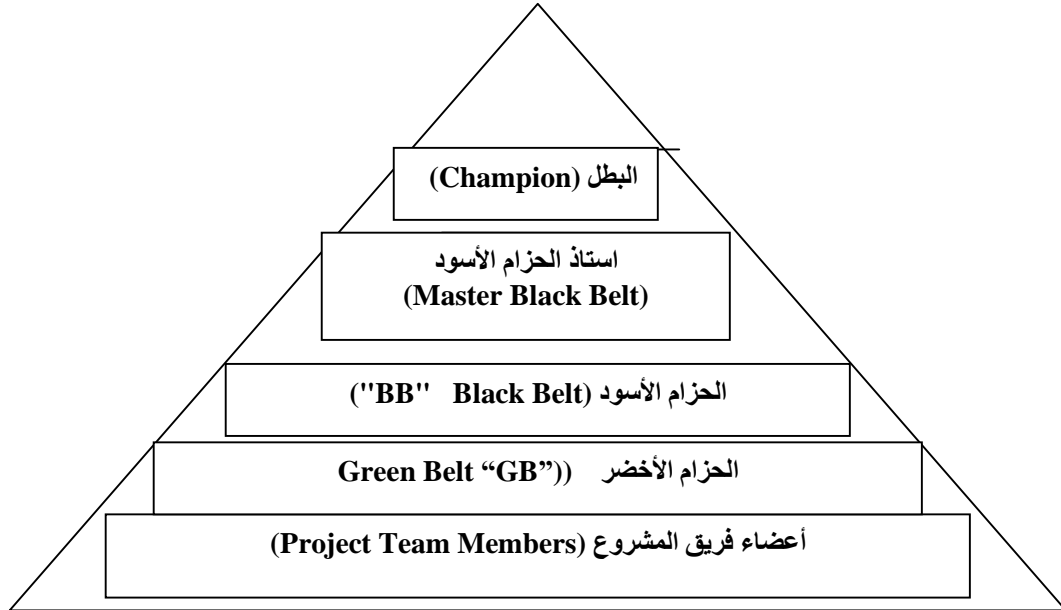 البطل (Champion)
استاذ الحزام الأسود
(Master Black Belt)
الحزام الأسود (Black Belt "BB")
الحزام الأخضر ((Green Belt “GB”
أعضاء فريق المشروع (Project Team Members)